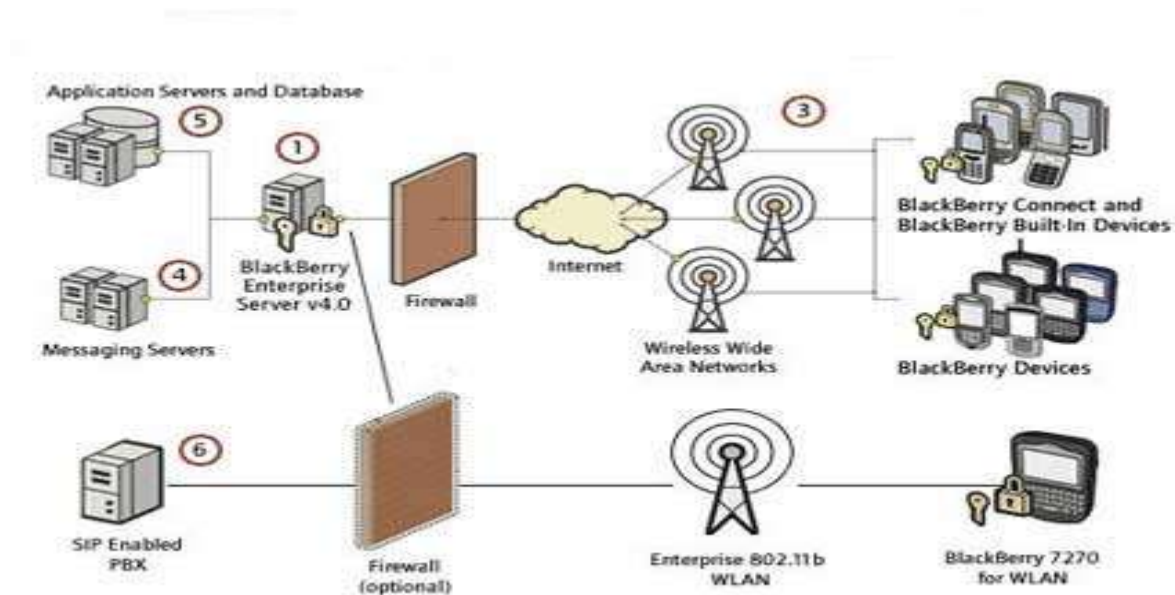 Application Servers and Database
5
1
3
BlackBerry Connect and
BlackBerry Built-In Devices
BlackBerry
Enterprise
Server v4.0
Firewall
Internet
4
Messaging Servers
Wireless Wide
Area Networks
BlackBerry Devices
6
SIP Enabled
PBX
Firewall
(optional)
Enterprise 802.11b
WLAN
BlackBerry 7270
for WLAN